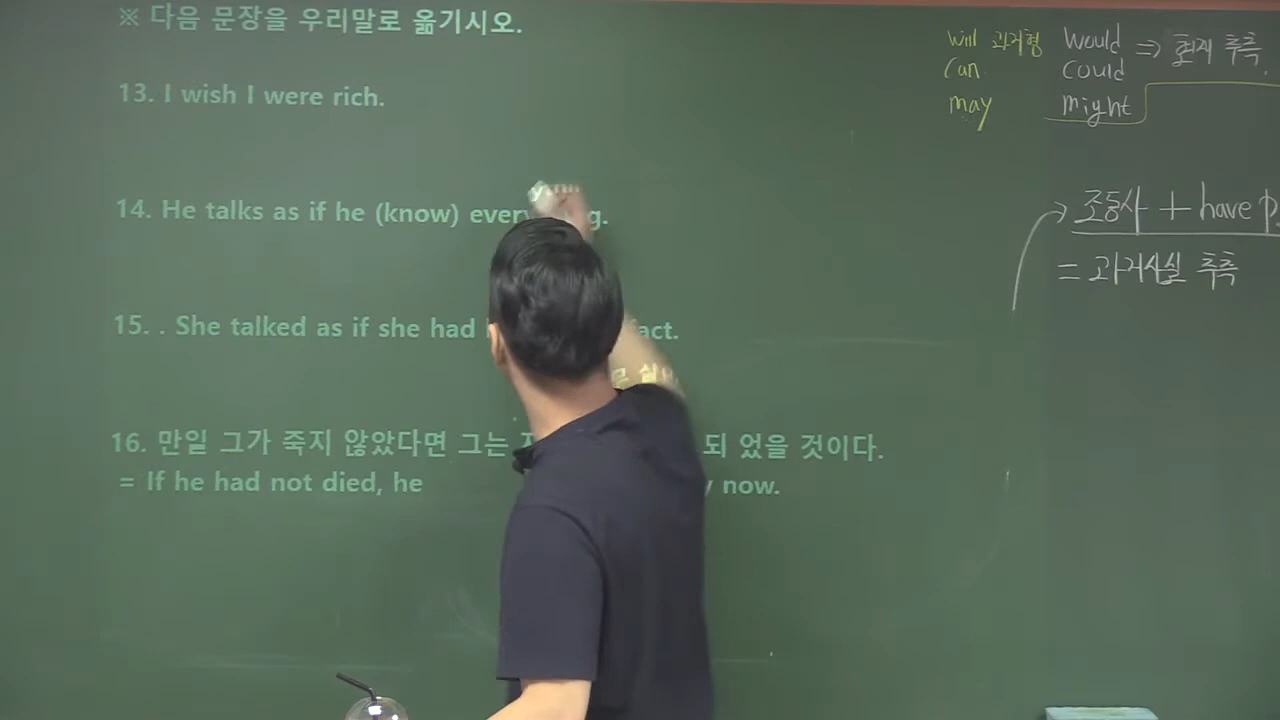 ※ 다음 문장을 우리말로 옮기시오.
13. I wish I were rich.
14. He talks as if he (know)
15. . She talked as if she had
16. 만일 그가 죽지 않았다면 그는 되 었을 것이다.
= If he had not died, he now.
will 과거형 would ⇒ 현재 추측.
can could
may might
→ 조동사 + have p.
= 과거사실 추측